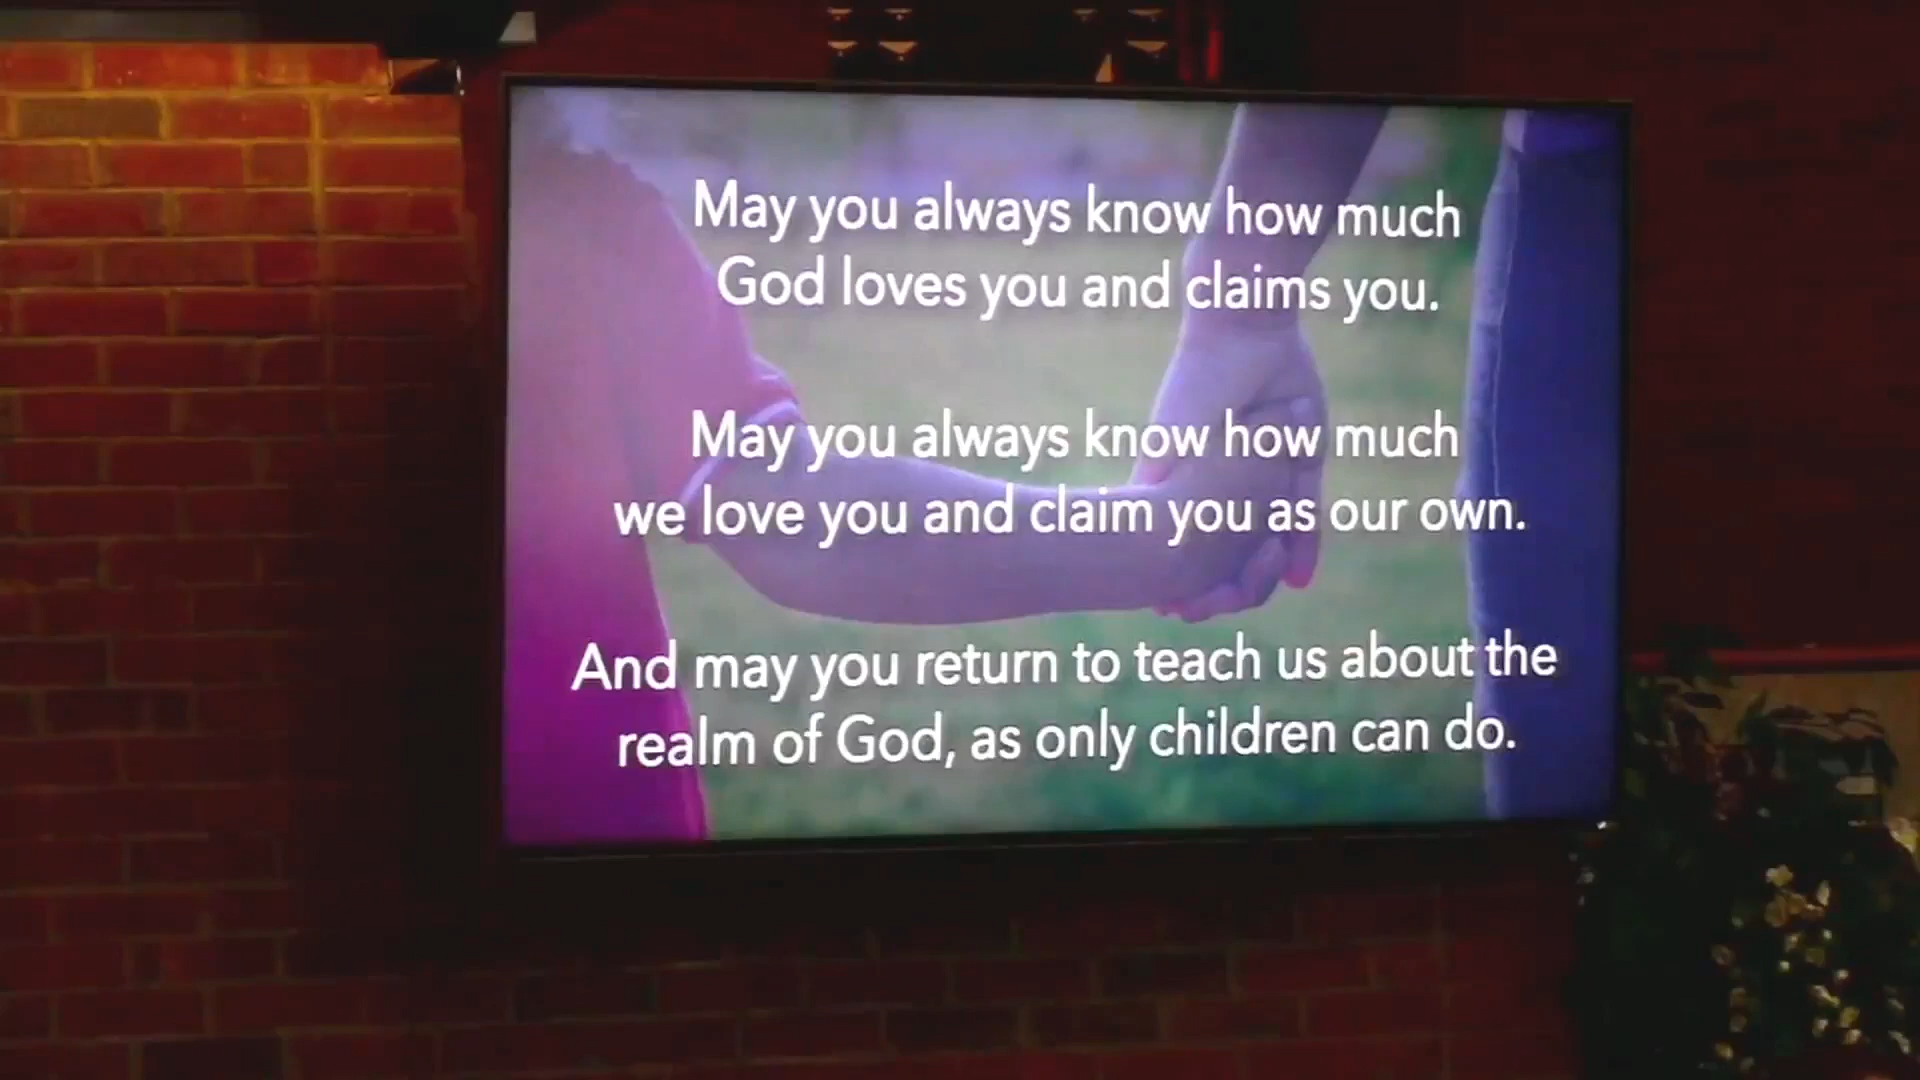 May you always know how much
God loves you and claims you.
May you always know how much
we love you and claim you as our own.
And may you return to teach us about the
realm of God, as only children can do.